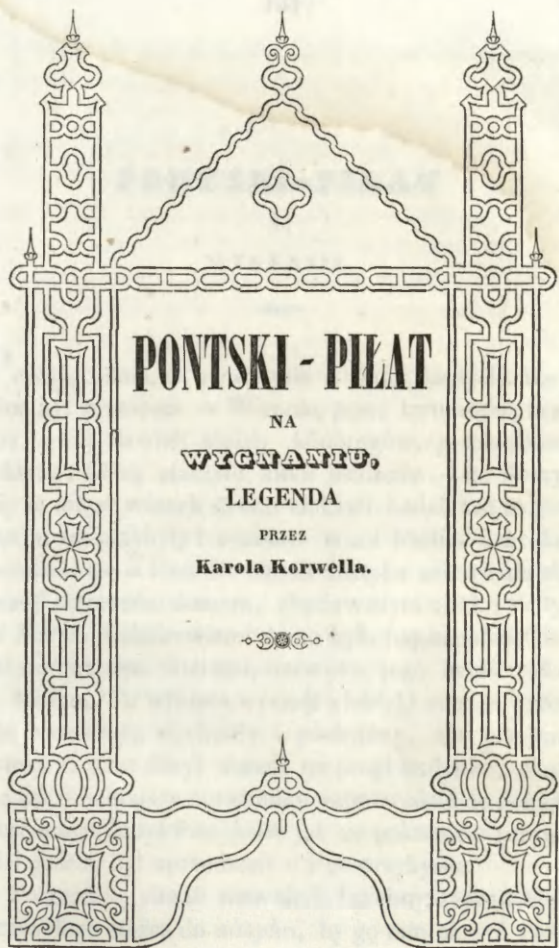 PONTSKI - PIŁAT
NA
WYGNANIU,
LEGENDA
PRZEZ
Karola Korwella.